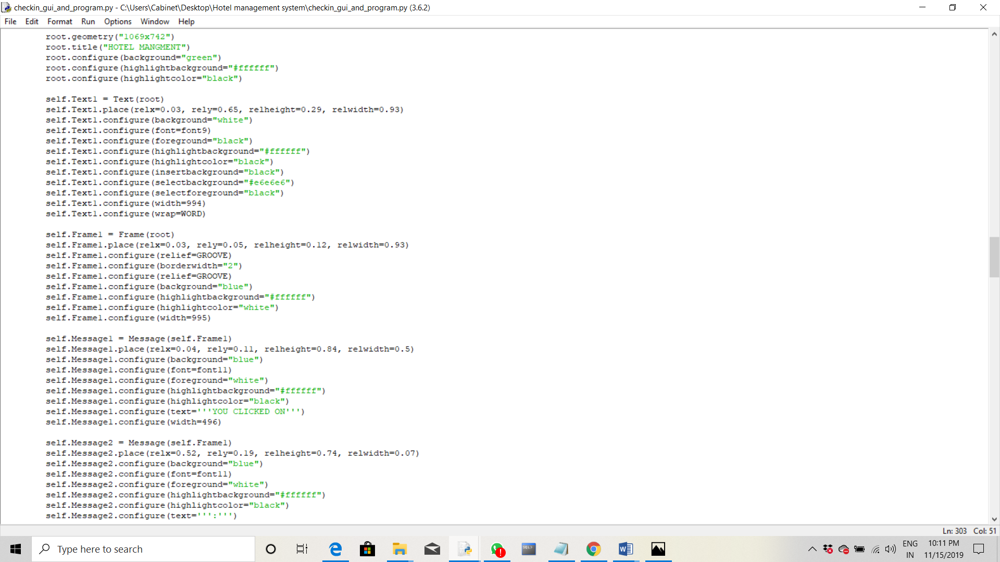 checkin_gui_and_program.py - C:\Users\Cabinet\Desktop\Hotel management system\checkin_gui_and_program.py (3.6.2)
File Edit Format Run Options Window Help
root.geometry("1069x742")
root.title("HOTEL MANGMENT")
root.configure(background="green")
root.configure(highlightbackground="#ffffff")
root.configure(highlightcolor="black")
self.Text1 = Text(root)
self.Text1.place(relx=0.03, rely=0.65, relheight=0.29, relwidth=0.93)
self.Text1.configure(background="white")
self.Text1.configure(font=font9)
self.Text1.configure(foreground="black")
self.Text1.configure(highlightbackground="#ffffff")
self.Text1.configure(highlightcolor="black")
self.Text1.configure(insertbackground="black")
self.Text1.configure(selectbackground="#e6e6e6")
self.Text1.configure(selectforeground="black")
self.Text1.configure(width=994)
self.Text1.configure(wrap=WORD)
self.Frame1 = Frame(root)
self.Frame1.place(relx=0.03, rely=0.05, relheight=0.12, relwidth=0.93)
self.Frame1.configure(relief=GROOVE)
self.Frame1.configure(borderwidth="2")
self.Frame1.configure(relief=GROOVE)
self.Frame1.configure(background="blue")
self.Frame1.configure(highlightbackground="#ffffff")
self.Frame1.configure(highlightcolor="white")
self.Frame1.configure(width=995)
self.Message1 = Message(self.Frame1)
self.Message1.place(relx=0.04, rely=0.11, relheight=0.84, relwidth=0.5)
self.Message1.configure(background="blue")
self.Message1.configure(font=font11)
self.Message1.configure(foreground="white")
self.Message1.configure(highlightbackground="#ffffff")
self.Message1.configure(highlightcolor="black")
self.Message1.configure(text='''YOU CLICKED ON''')
self.Message1.configure(width=496)
self.Message2 = Message(self.Frame1)
self.Message2.place(relx=0.52, rely=0.19, relheight=0.74, relwidth=0.07)
self.Message2.configure(background="blue")
self.Message2.configure(font=font11)
self.Message2.configure(foreground="white")
self.Message2.configure(highlightbackground="#ffffff")
self.Message2.configure(highlightcolor="black")
self.Message2.configure(text=''':''')
Ln: 303 Col: 51
Type here to search
SQL>
ENG
IN
10:11 PM
11/15/2019